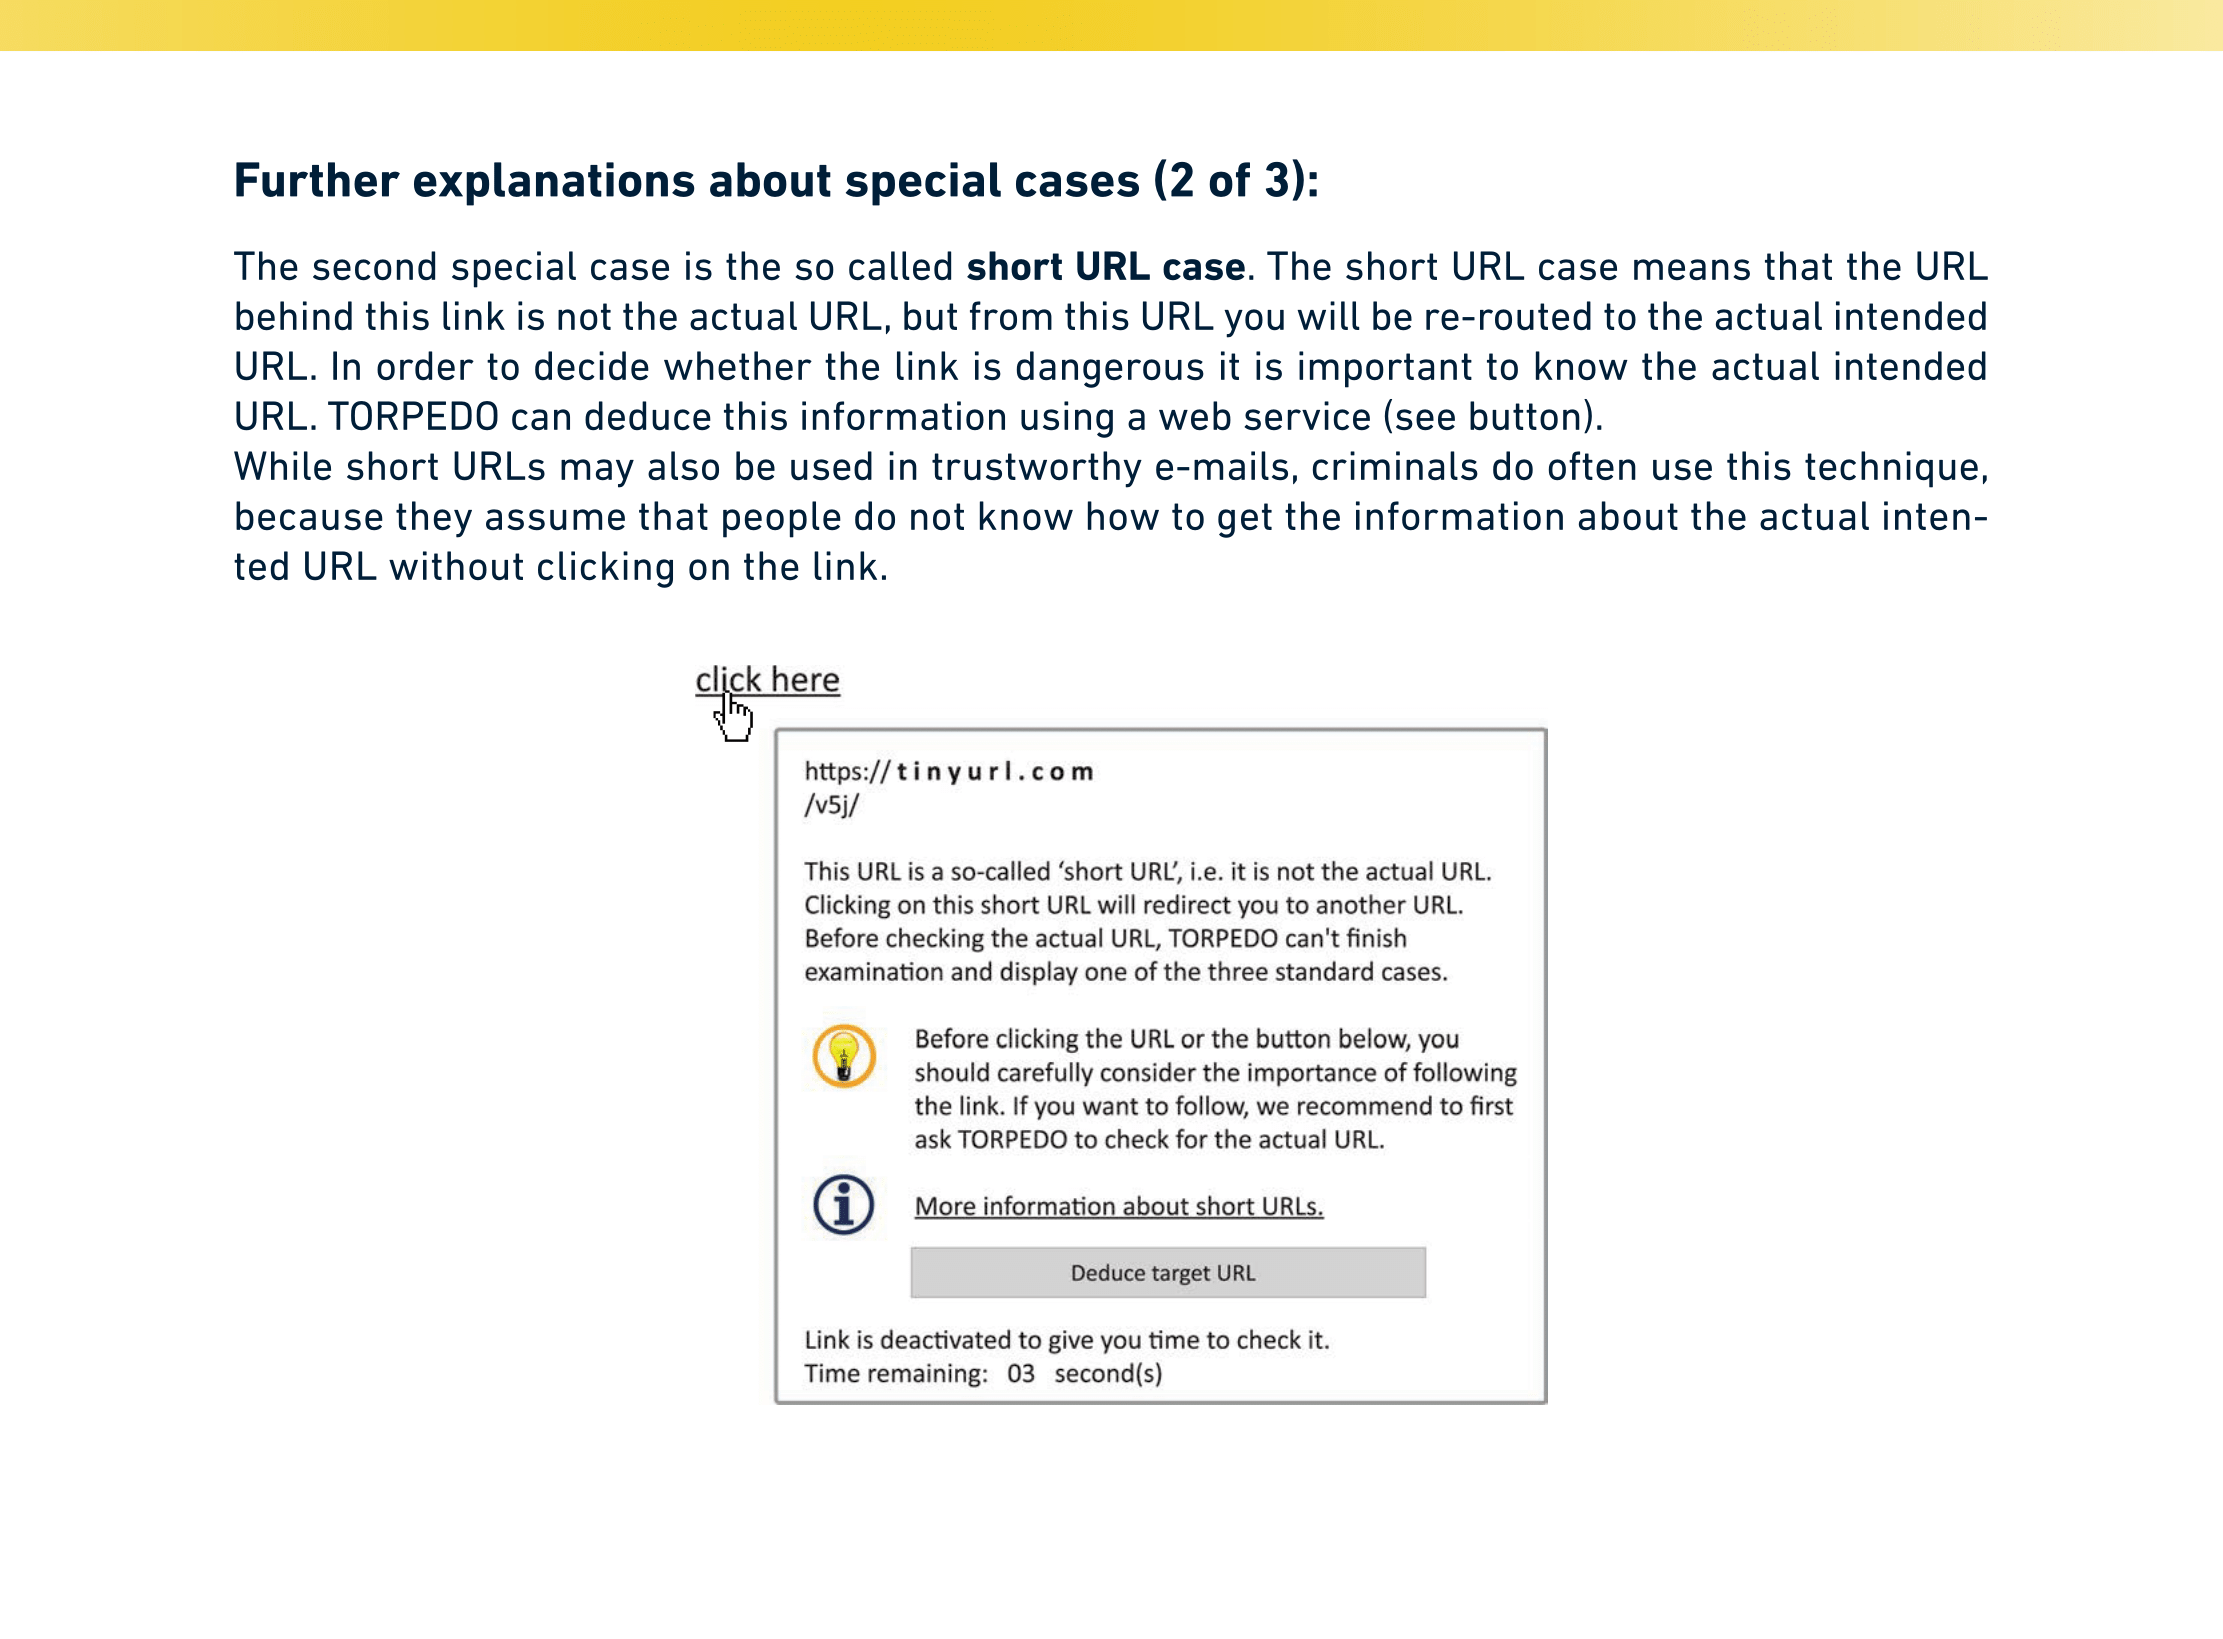 Further explanations about special cases (2 of 3):
The second special case is the so called short URL case. The short URL case means that the URL
behind this link is not the actual URL, but from this URL you will be re-routed to the actual intended
URL. In order to decide whether the link is dangerous it is important to know the actual intended
URL. TORPEDO can deduce this information using a web service (see button).
While short URLs may also be used in trustworthy e-mails, criminals do often use this technique,
because they assume that people do not know how to get the information about the actual inten-
ted URL without clicking on the link.
click here
https://tinyurl.com
/v5j/
This URL is a so-called ‘short URL’, i.e. it is not the actual URL.
Clicking on this short URL will redirect you to another URL.
Before checking the actual URL, TORPEDO can't finish
examination and display one of the three standard cases.
Before clicking the URL or the button below, you
should carefully consider the importance of following
the link. If you want to follow, we recommend to first
ask TORPEDO to check for the actual URL.
More information about short URLs.
Deduce target URL
Link is deactivated to give you time to check it.
Time remaining: 03 second(s)